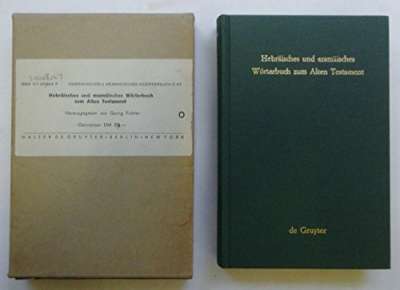 Hebräisches und aramäisches Wörterbuch
zum Alten Testament
Herausgegeben von Georg Fohrer
WALTER DE GRUYTER · BERLIN · NEW YORK
Hebräisches und aramäisches
Wörterbuch zum Alten Testament
de Gruyter